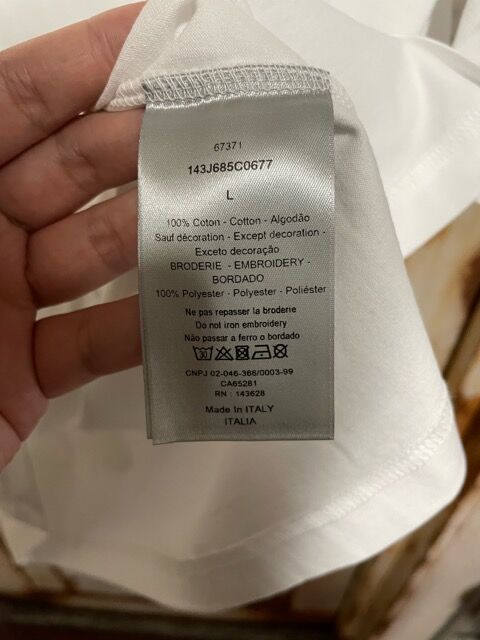 67371
143J685C0677
L
100% Coton - Cotton - Algodão
Sauf décoration - Except decoration -
Exceto decoração
BRODERIE - EMBROIDERY -
BORDADO
100% Polyester - Polyester - Poliéster
Ne pas repasser la broderie
Do not iron embroidery
Não passar a ferro o bordado
30
CNPJ 02-046-366/0003-99
CA65281
RN : 143628
Made In ITALY
ITALIA